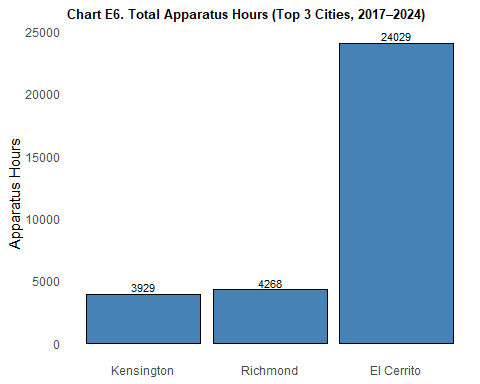 Chart E6. Total Apparatus Hours (Top 3 Cities, 2017–2024)
Apparatus Hours
25000
20000
15000
10000
5000
0
3929
4268
24029
Kensington
Richmond
El Cerrito